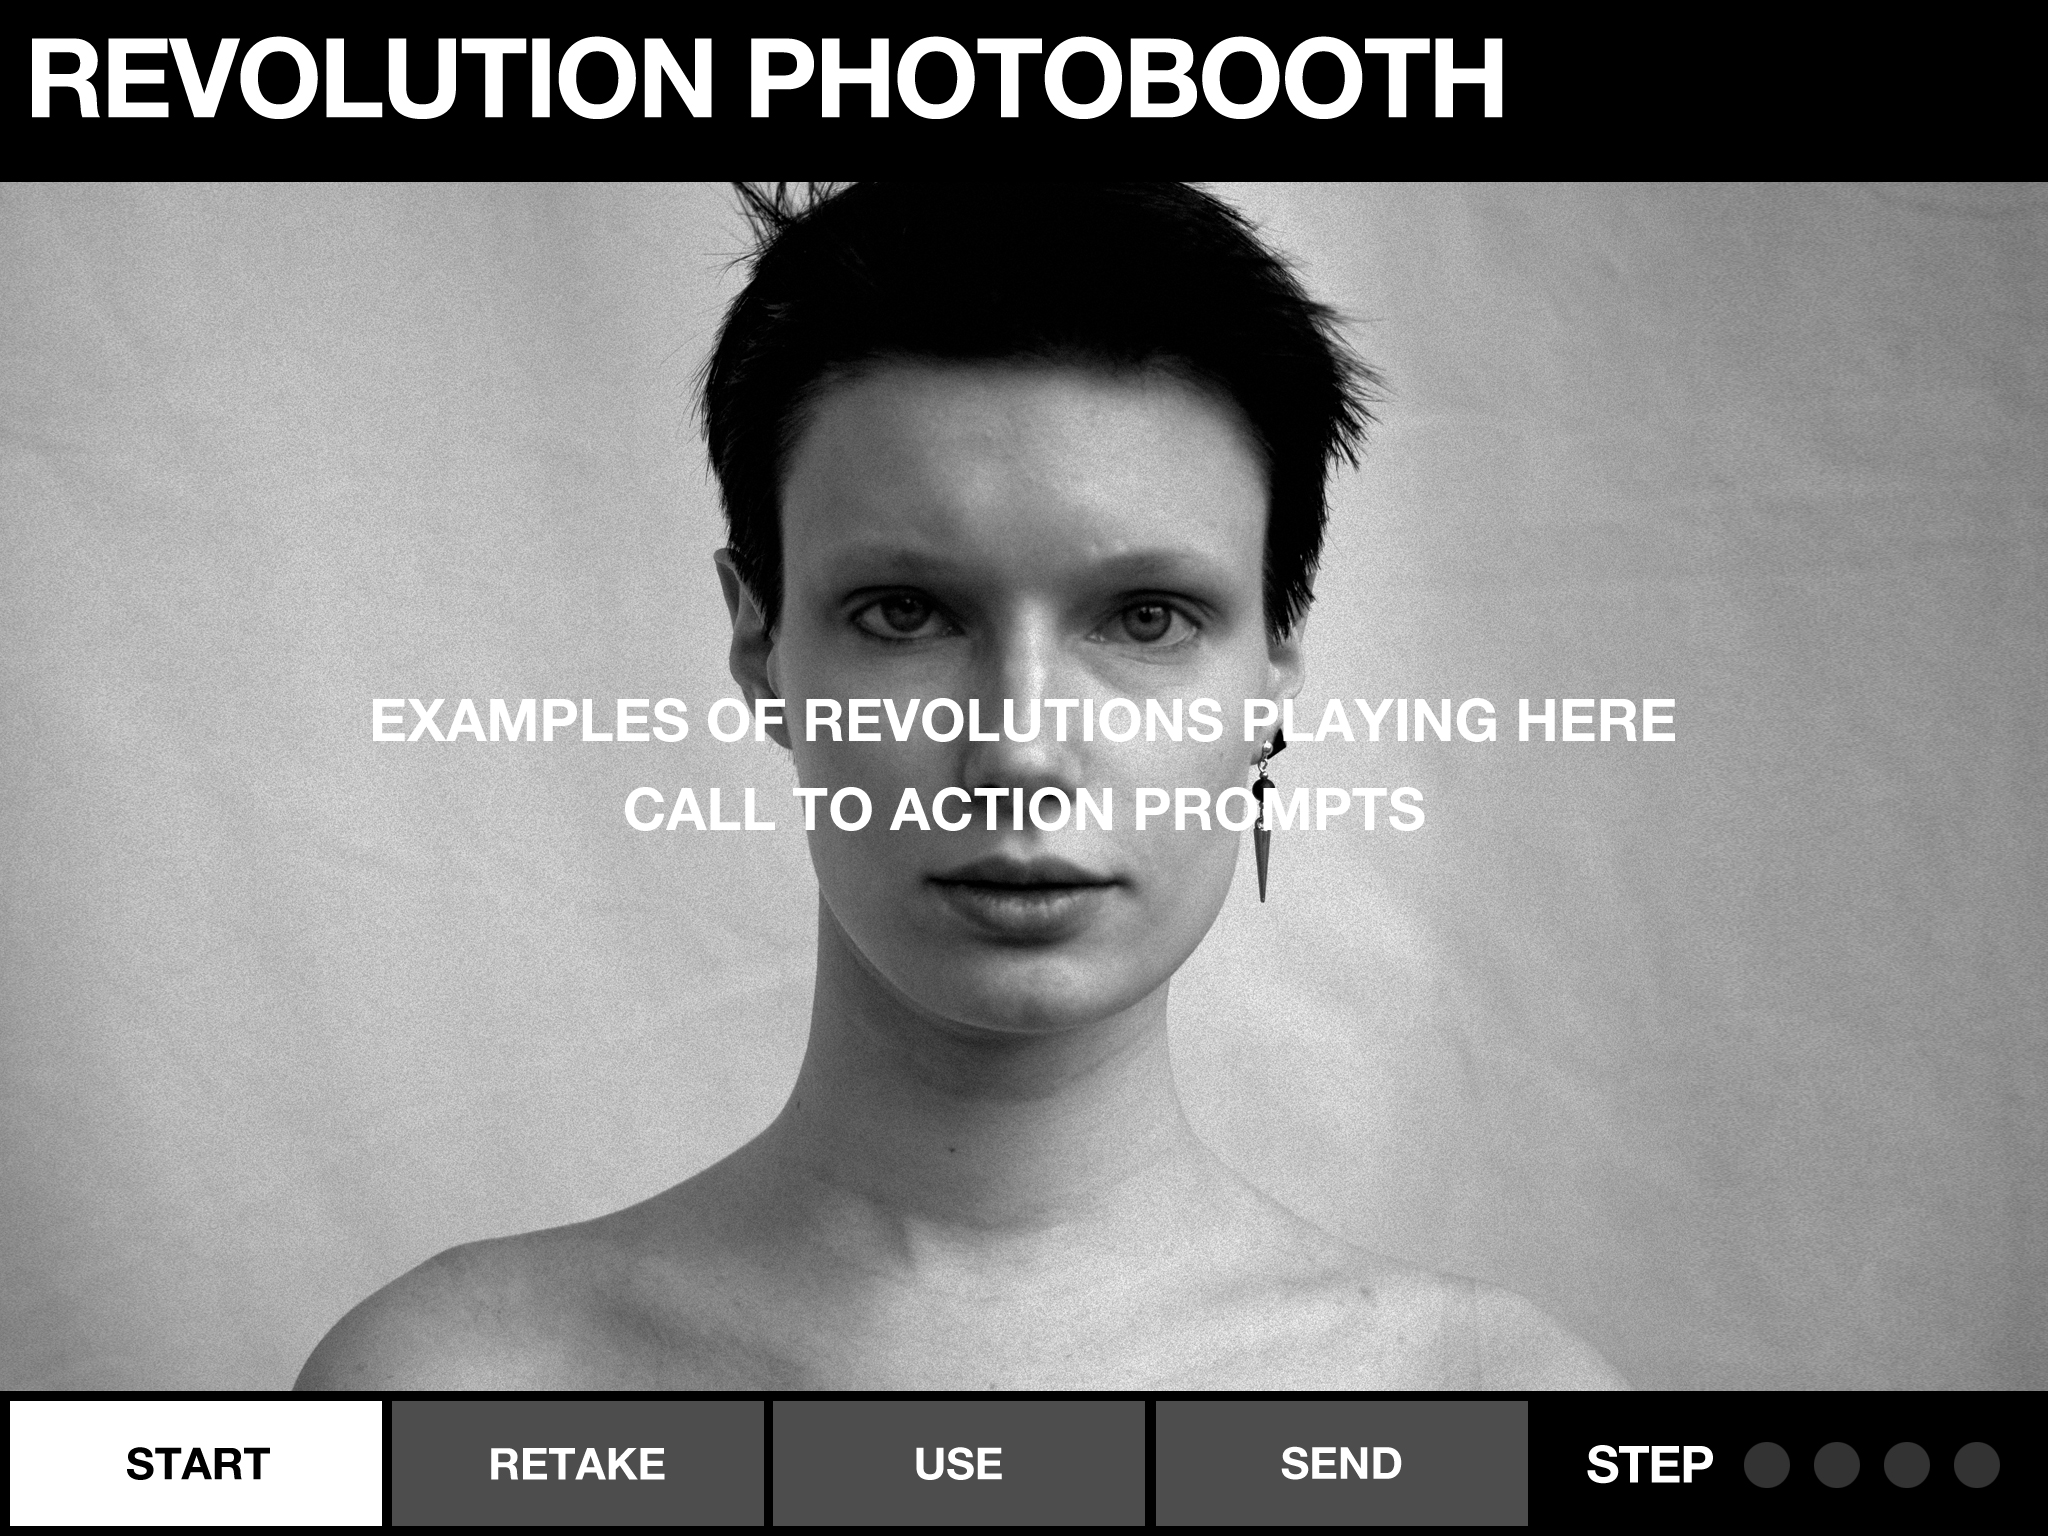 REVOLUTION PHOTOBOOTH
EXAMPLES OF REVOLUTIONS PLAYING HERE
CALL TO ACTION PROMPTS
START
RETAKE
USE
SEND
STEP